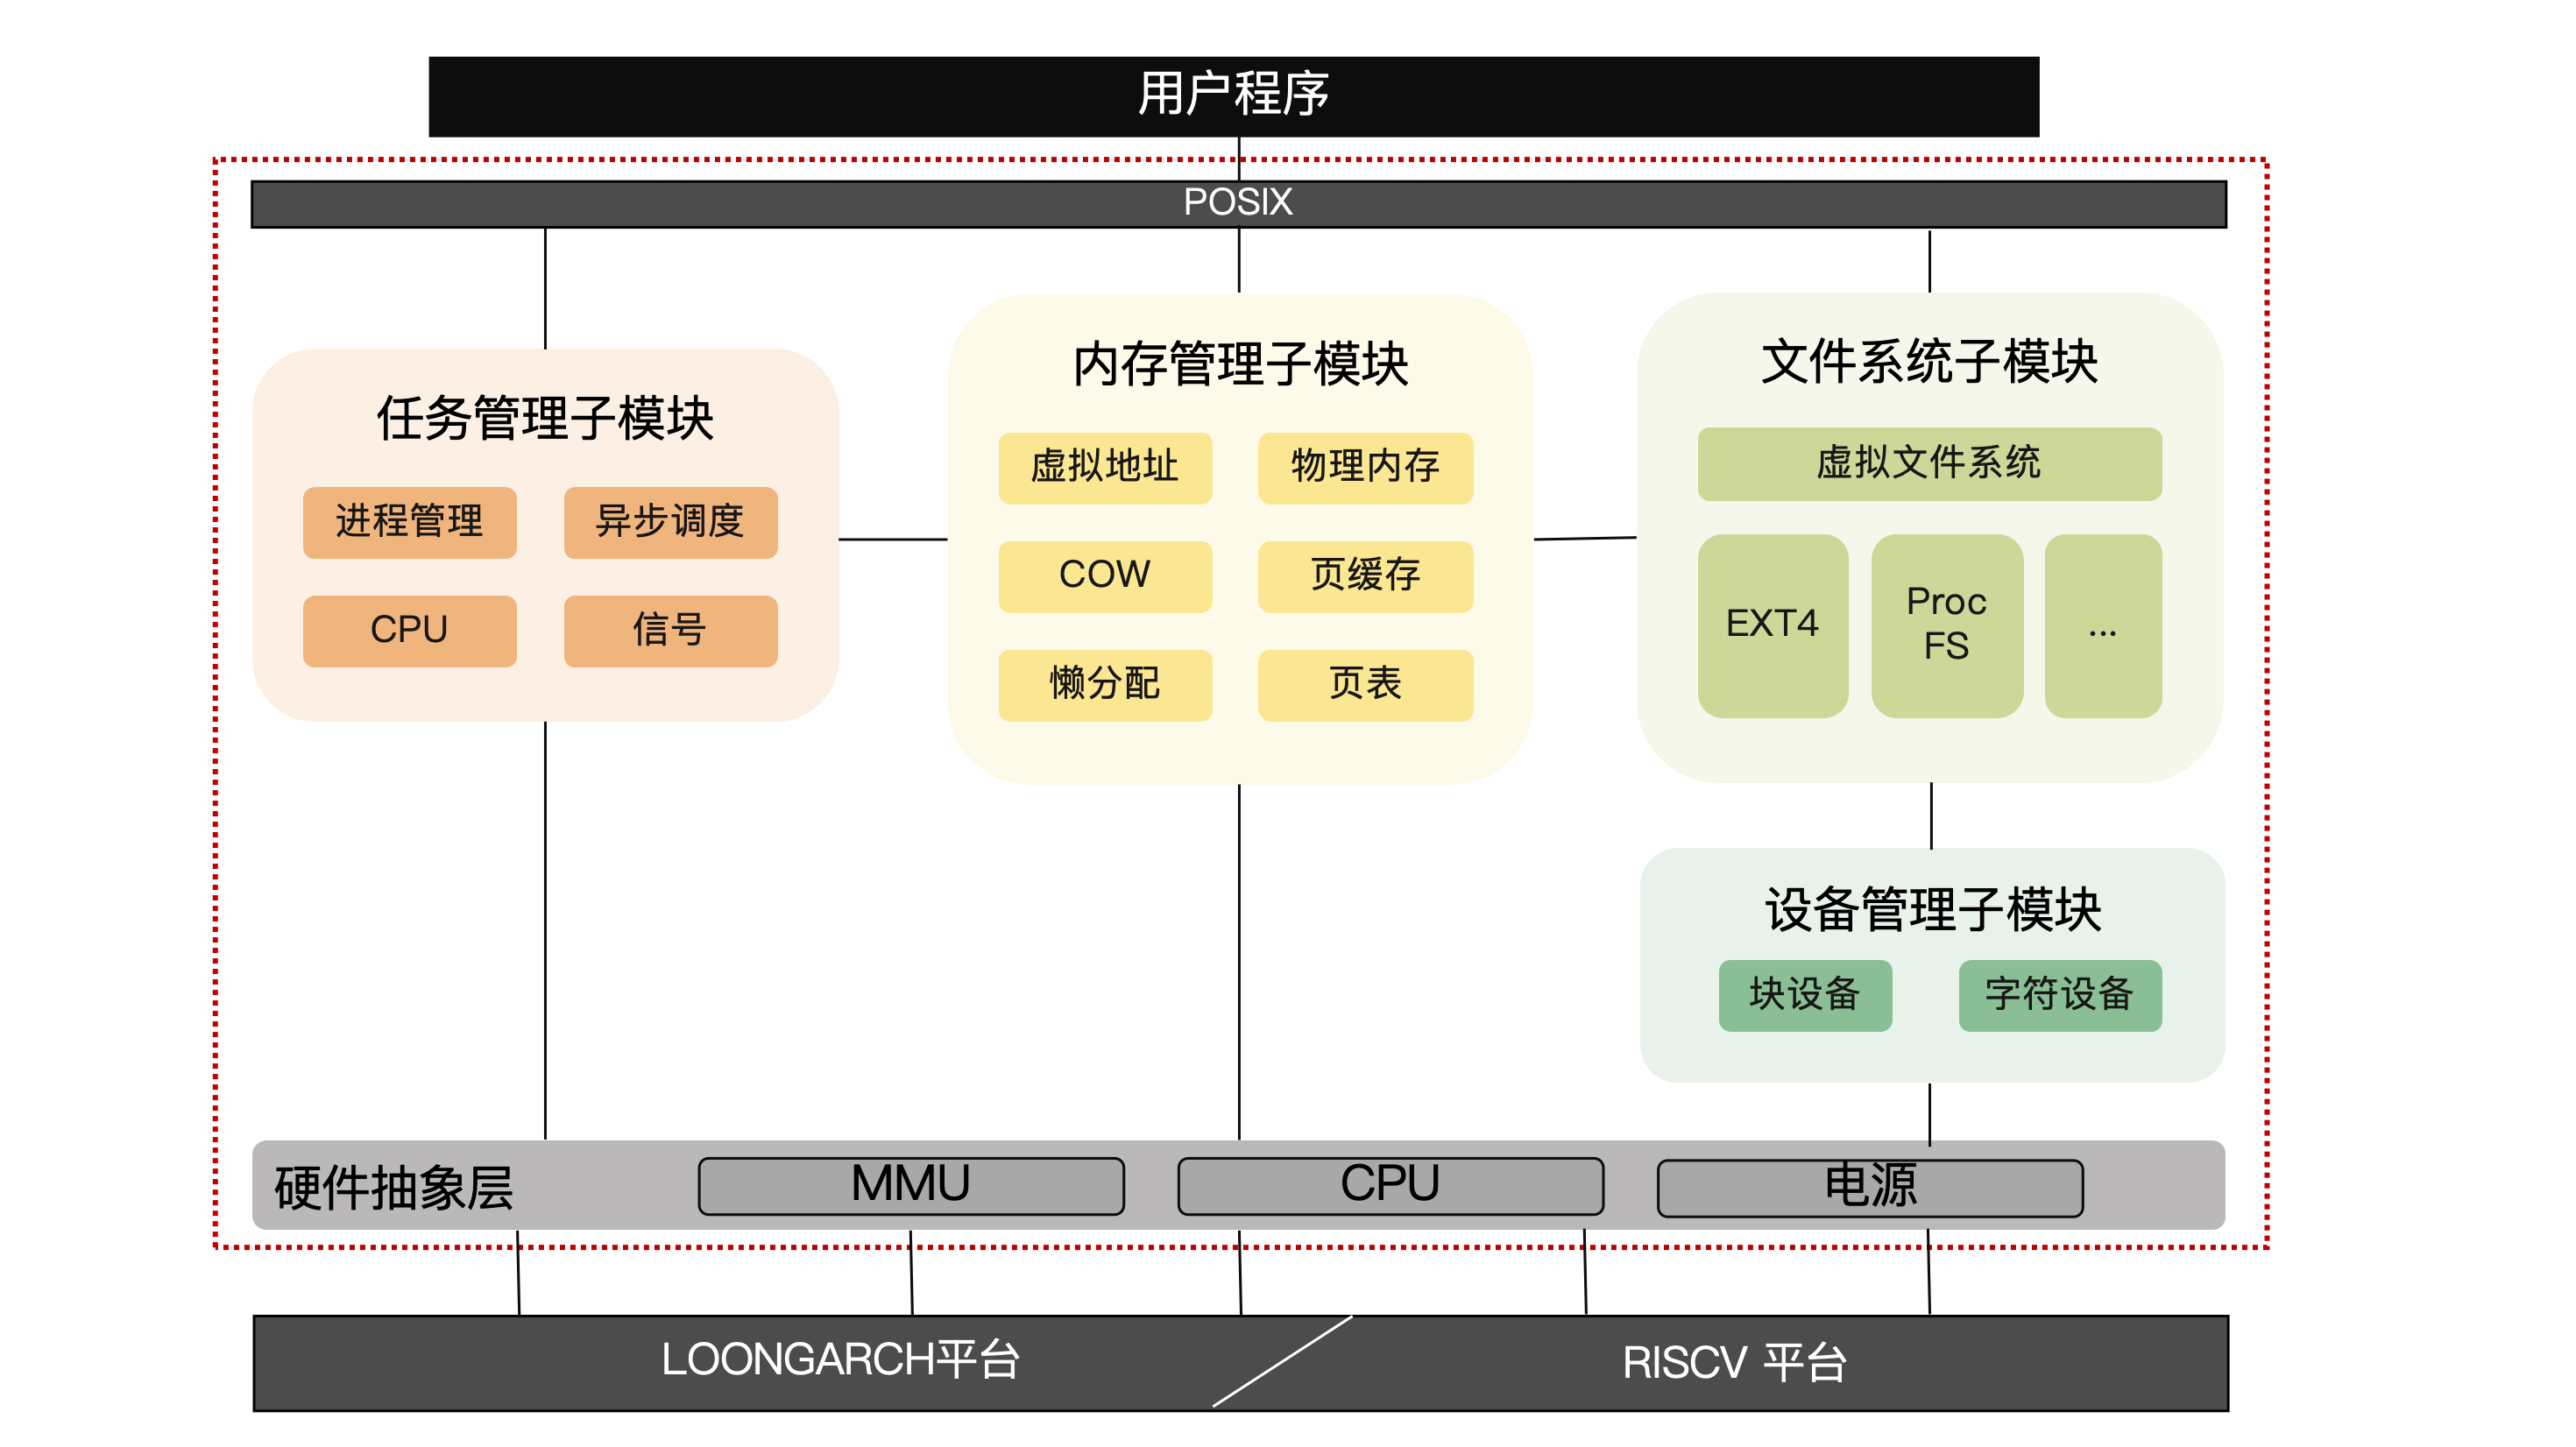 用户程序
POSIX
任务管理子模块
进程管理
异步调度
CPU
信号
内存管理子模块
虚拟地址
物理内存
COW
页缓存
懒分配
页表
文件系统子模块
虚拟文件系统
EXT4
Proc
FS
...
设备管理子模块
块设备
字符设备
硬件抽象层
MMU
CPU
电源
LOONGARCH平台
RISCV 平台